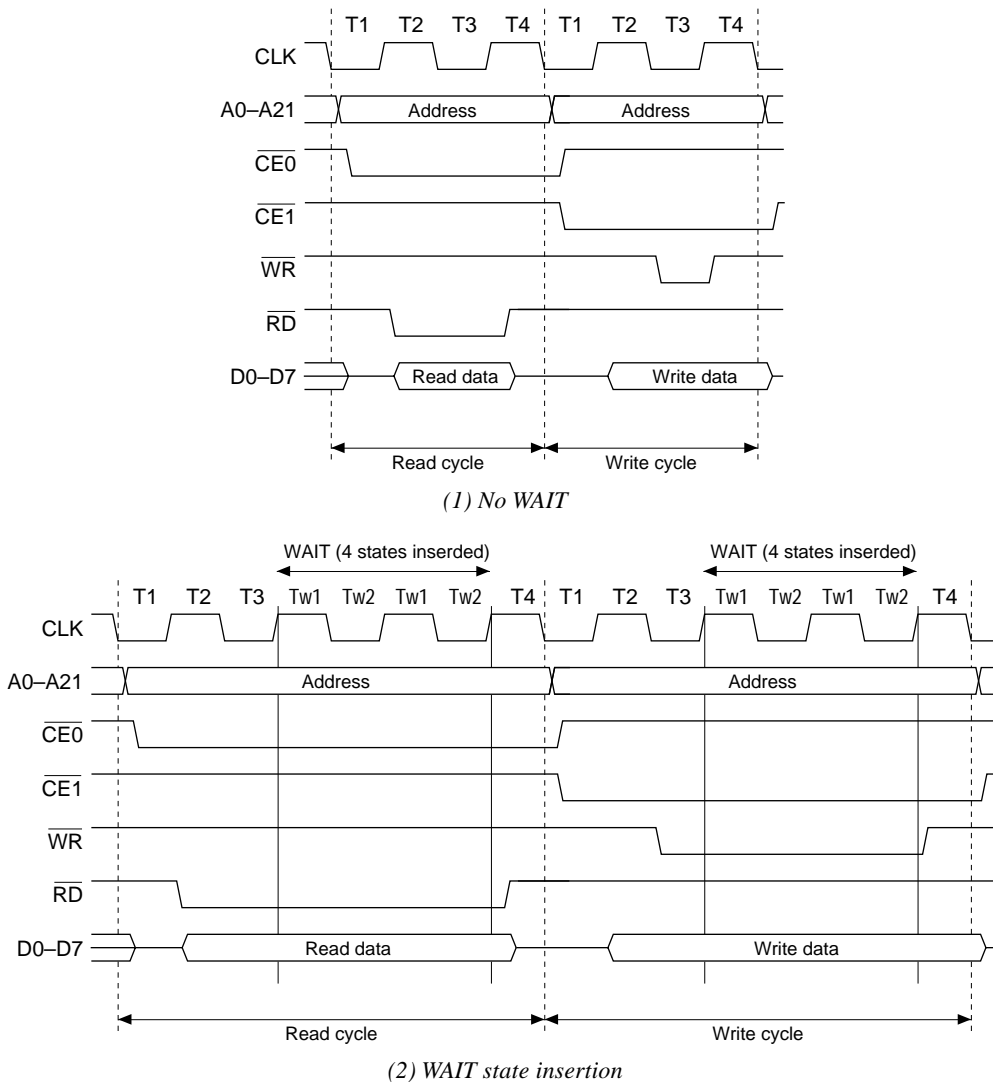 T1 T2 T3 T4 T1 T2 T3 T4
CLK
A0–A21 Address Address
CE0
CE1
WR
RD
D0–D7 Read data Write data
Read cycle Write cycle
(1) No WAIT
WAIT (4 states inserded) WAIT (4 states inserded)
T1 T2 T3 Tw1 Tw2 Tw1 Tw2 T4 T1 T2 T3 Tw1 Tw2 Tw1 Tw2 T4
CLK
A0–A21 Address Address
CE0
CE1
WR
RD
D0–D7 Read data Write data
Read cycle Write cycle
(2) WAIT state insertion